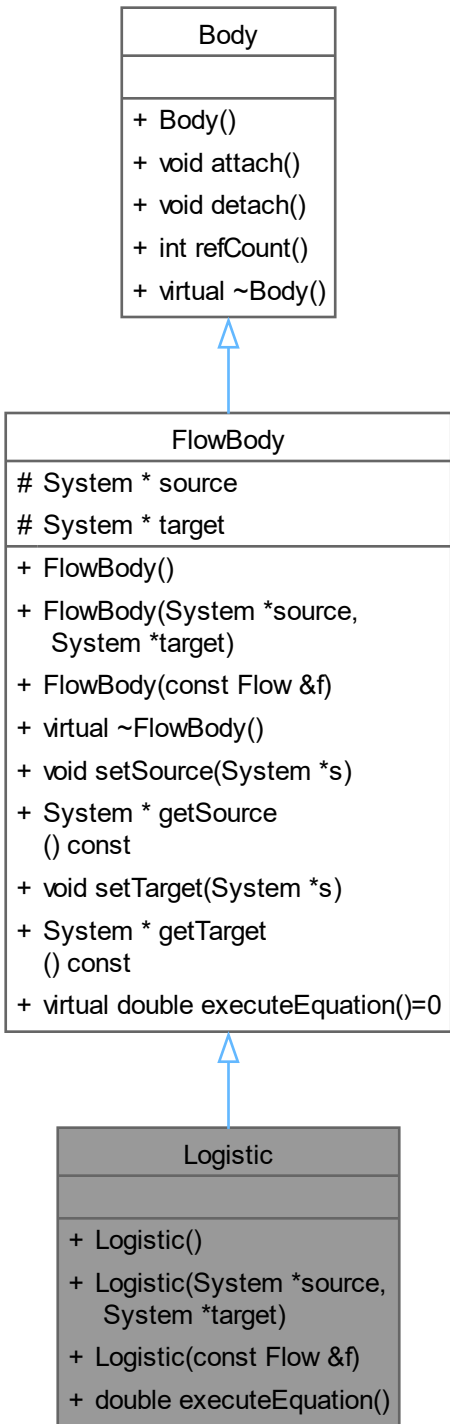 Body
+ Body()
+ void attach()
+ void detach()
+ int refCount()
+ virtual ~Body()
FlowBody
# System * source
# System * target
+ FlowBody()
+ FlowBody(System *source,
System *target)
+ FlowBody(const Flow &f)
+ virtual ~FlowBody()
+ void setSource(System *s)
+ System * getSource
() const
+ void setTarget(System *s)
+ System * getTarget
() const
+ virtual double executeEquation()=0
Logistic
+ Logistic()
+ Logistic(System *source,
System *target)
+ Logistic(const Flow &f)
+ double executeEquation()